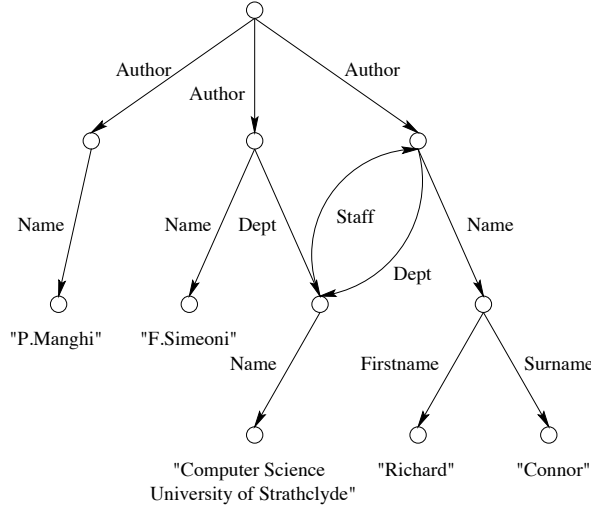 Author
Author
Author
Name
Name
Dept
Staff
Name
Dept
"P.Manghi"
"F.Simeoni"
Name
Firstname
Surname
"Computer Science
University of Strathclyde"
"Richard"
"Connor"